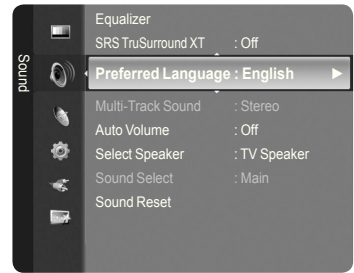 Sound
Equalizer
SRS TruSurround XT : Off
Preferred Language : English
Multi-Track Sound : Stereo
Auto Volume : Off
Select Speaker : TV Speaker
Sound Select : Main
Sound Reset